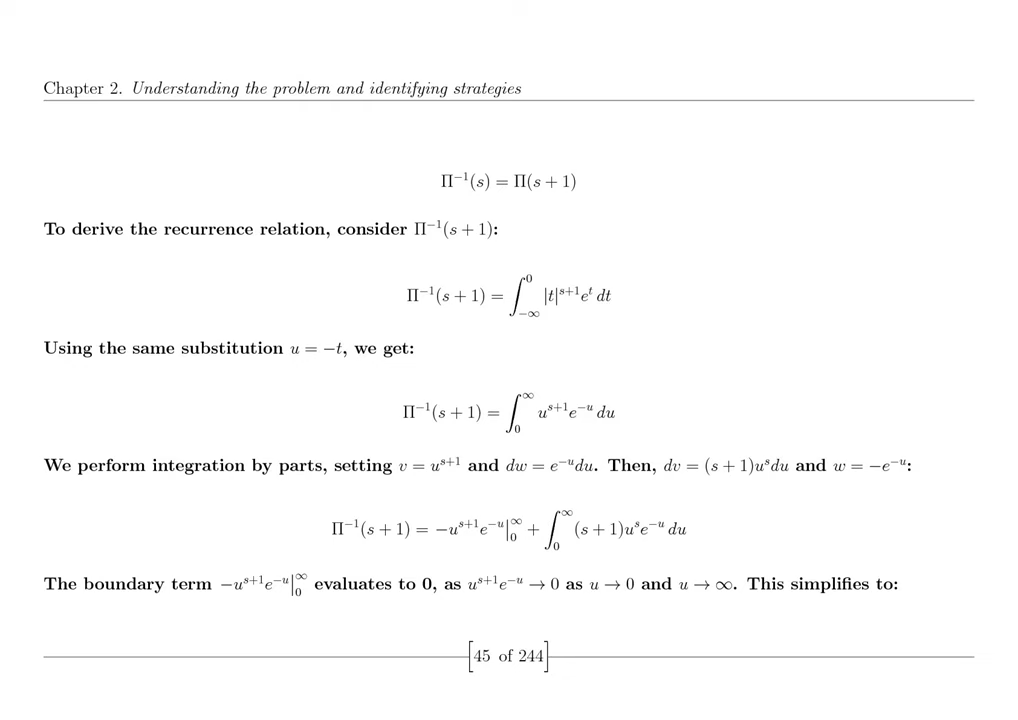 Chapter 2. Understanding the problem and identifying strategies
Π⁻¹(s) = Π(s + 1)
To derive the recurrence relation, consider Π⁻¹(s + 1):
Π⁻¹(s + 1) = ∫_{−∞}^{0} |t|^{s+1} e^{t} dt
Using the same substitution u = −t, we get:
Π⁻¹(s + 1) = ∫_{0}^{∞} u^{s+1} e^{−u} du
We perform integration by parts, setting v = u^{s+1} and dw = e^{−u}du. Then, dv = (s + 1)u^{s}du and w = −e^{−u}:
Π⁻¹(s + 1) = −u^{s+1}e^{−u}|_{0}^{∞} + ∫_{0}^{∞} (s + 1)u^{s}e^{−u} du
The boundary term −u^{s+1}e^{−u}|_{0}^{∞} evaluates to 0, as u^{s+1}e^{−u} → 0 as u → 0 and u → ∞. This simplifies to:
[45 of 244]